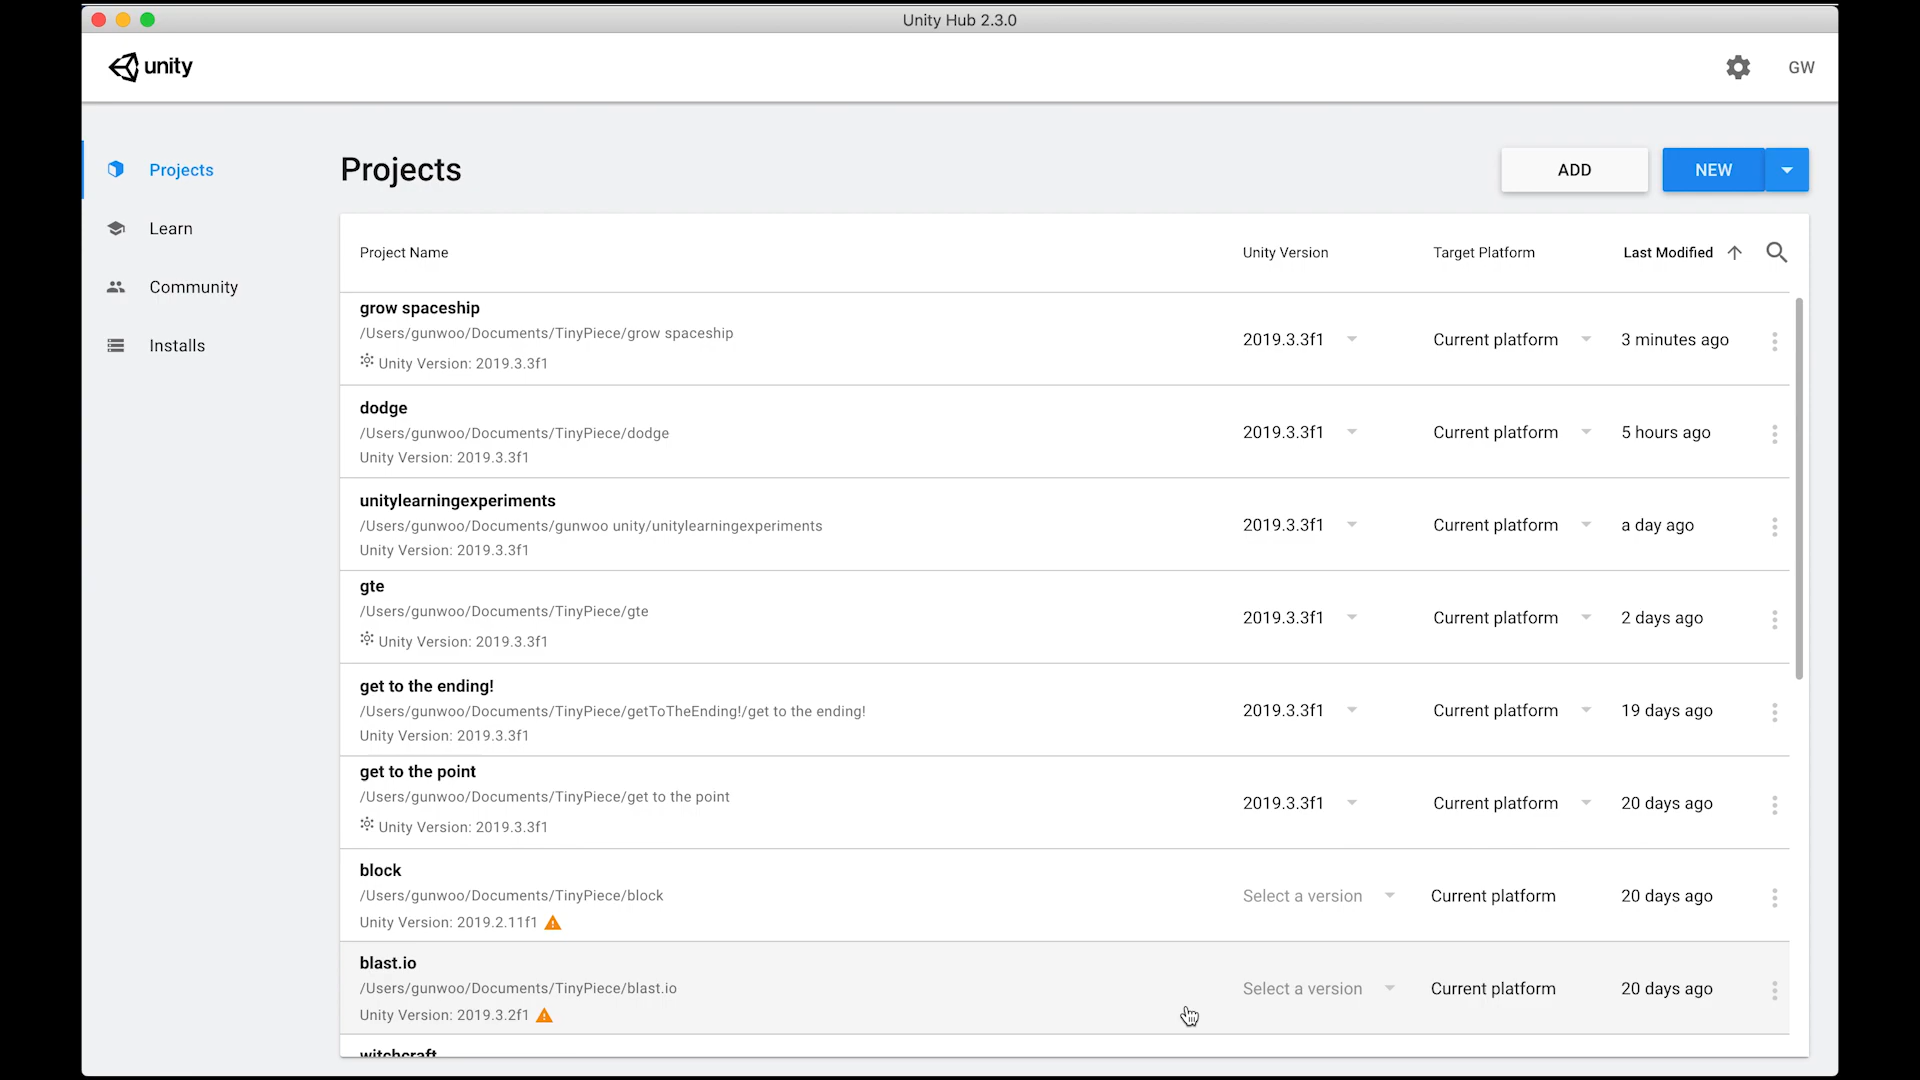 Unity Hub 2.3.0
unity
GW
Projects
Learn
Community
Installs
Projects
ADD
NEW
Project Name
Unity Version
Target Platform
Last Modified
grow spaceship
/Users/gunwoo/Documents/TinyPiece/grow spaceship
Unity Version: 2019.3.3f1
2019.3.3f1
Current platform
3 minutes ago
dodge
/Users/gunwoo/Documents/TinyPiece/dodge
Unity Version: 2019.3.3f1
2019.3.3f1
Current platform
5 hours ago
unitylearningexperiments
/Users/gunwoo/Documents/gunwoo unity/unitylearningexperiments
Unity Version: 2019.3.3f1
2019.3.3f1
Current platform
a day ago
gte
/Users/gunwoo/Documents/TinyPiece/gte
Unity Version: 2019.3.3f1
2019.3.3f1
Current platform
2 days ago
get to the ending!
/Users/gunwoo/Documents/TinyPiece/getToTheEnding!/get to the ending!
Unity Version: 2019.3.3f1
2019.3.3f1
Current platform
19 days ago
get to the point
/Users/gunwoo/Documents/TinyPiece/get to the point
Unity Version: 2019.3.3f1
2019.3.3f1
Current platform
20 days ago
block
/Users/gunwoo/Documents/TinyPiece/block
Unity Version: 2019.2.11f1
Select a version
Current platform
20 days ago
blast.io
/Users/gunwoo/Documents/TinyPiece/blast.io
Unity Version: 2019.3.2f1
Select a version
Current platform
20 days ago
witchcraft